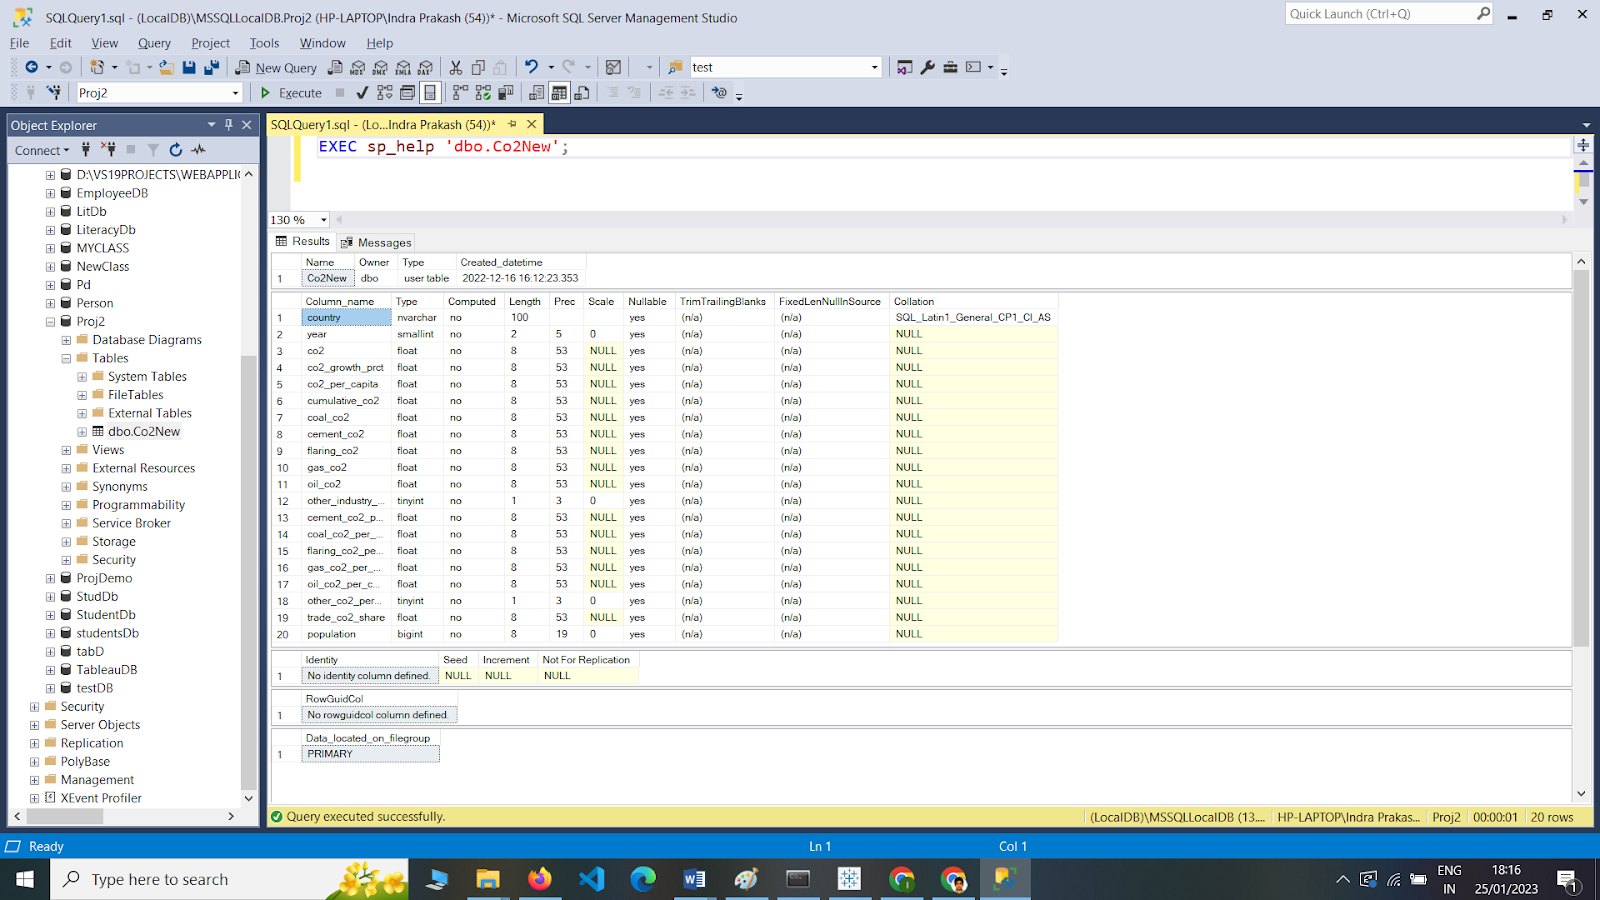 SQLQuery1.sql - (LocalDB)\MSSQLLocalDB.Proj2 (HP-LAPTOP\Indra Prakash (54))* - Microsoft SQL Server Management Studio
Quick Launch (Ctrl+Q)
File Edit View Query Project Tools Window Help
New Query MDX DMX XMLA DAX test
Proj2 Execute
Object Explorer
SQLQuery1.sql - (Lo...Indra Prakash (54))*
Connect
EXEC sp_help 'dbo.Co2New';
D:\VS19PROJECTS\WEBAPPLI
EmployeeDB
LitDb
LiteracyDb
MYCLASS
NewClass
Pd
Person
Proj2
Database Diagrams
Tables
System Tables
FileTables
External Tables
dbo.Co2New
Views
External Resources
Synonyms
Programmability
Service Broker
Storage
Security
ProjDemo
StudDb
StudentDb
studentsDb
tabD
TableauDB
testDB
Security
Server Objects
Replication
PolyBase
Management
XEvent Profiler
130 %
Results Messages
Name Owner Type Created_datetime
1 Co2New dbo user table 2022-12-16 16:12:23.353
Column_name Type Computed Length Prec Scale Nullable TrimTrailingBlanks FixedLenNullInSource Collation
1 country nvarchar no 100 yes (n/a) (n/a) SQL_Latin1_General_CP1_CI_AS
2 year smallint no 2 5 0 yes (n/a) (n/a) NULL
3 co2 float no 8 53 NULL yes (n/a) (n/a) NULL
4 co2_growth_prct float no 8 53 NULL yes (n/a) (n/a) NULL
5 co2_per_capita float no 8 53 NULL yes (n/a) (n/a) NULL
6 cumulative_co2 float no 8 53 NULL yes (n/a) (n/a) NULL
7 coal_co2 float no 8 53 NULL yes (n/a) (n/a) NULL
8 cement_co2 float no 8 53 NULL yes (n/a) (n/a) NULL
9 flaring_co2 float no 8 53 NULL yes (n/a) (n/a) NULL
10 gas_co2 float no 8 53 NULL yes (n/a) (n/a) NULL
11 oil_co2 float no 8 53 NULL yes (n/a) (n/a) NULL
12 other_industry_... tinyint no 1 3 0 yes (n/a) (n/a) NULL
13 cement_co2_p... float no 8 53 NULL yes (n/a) (n/a) NULL
14 coal_co2_per_... float no 8 53 NULL yes (n/a) (n/a) NULL
15 flaring_co2_pe... float no 8 53 NULL yes (n/a) (n/a) NULL
16 gas_co2_per_... float no 8 53 NULL yes (n/a) (n/a) NULL
17 oil_co2_per_c... float no 8 53 NULL yes (n/a) (n/a) NULL
18 other_co2_per... tinyint no 1 3 0 yes (n/a) (n/a) NULL
19 trade_co2_share float no 8 53 NULL yes (n/a) (n/a) NULL
20 population bigint no 8 19 0 yes (n/a) (n/a) NULL
Identity Seed Increment Not For Replication
1 No identity column defined. NULL NULL NULL
RowGuidCol
1 No rowguidcol column defined.
Data_located_on_filegroup
1 PRIMARY
Query executed successfully. (LocalDB)\MSSQLLocalDB (13.... HP-LAPTOP\Indra Prakas... Proj2 00:00:01 20 rows
Ready Ln 1 Col 1
Type here to search
ENG
IN
18:16
25/01/2023
1